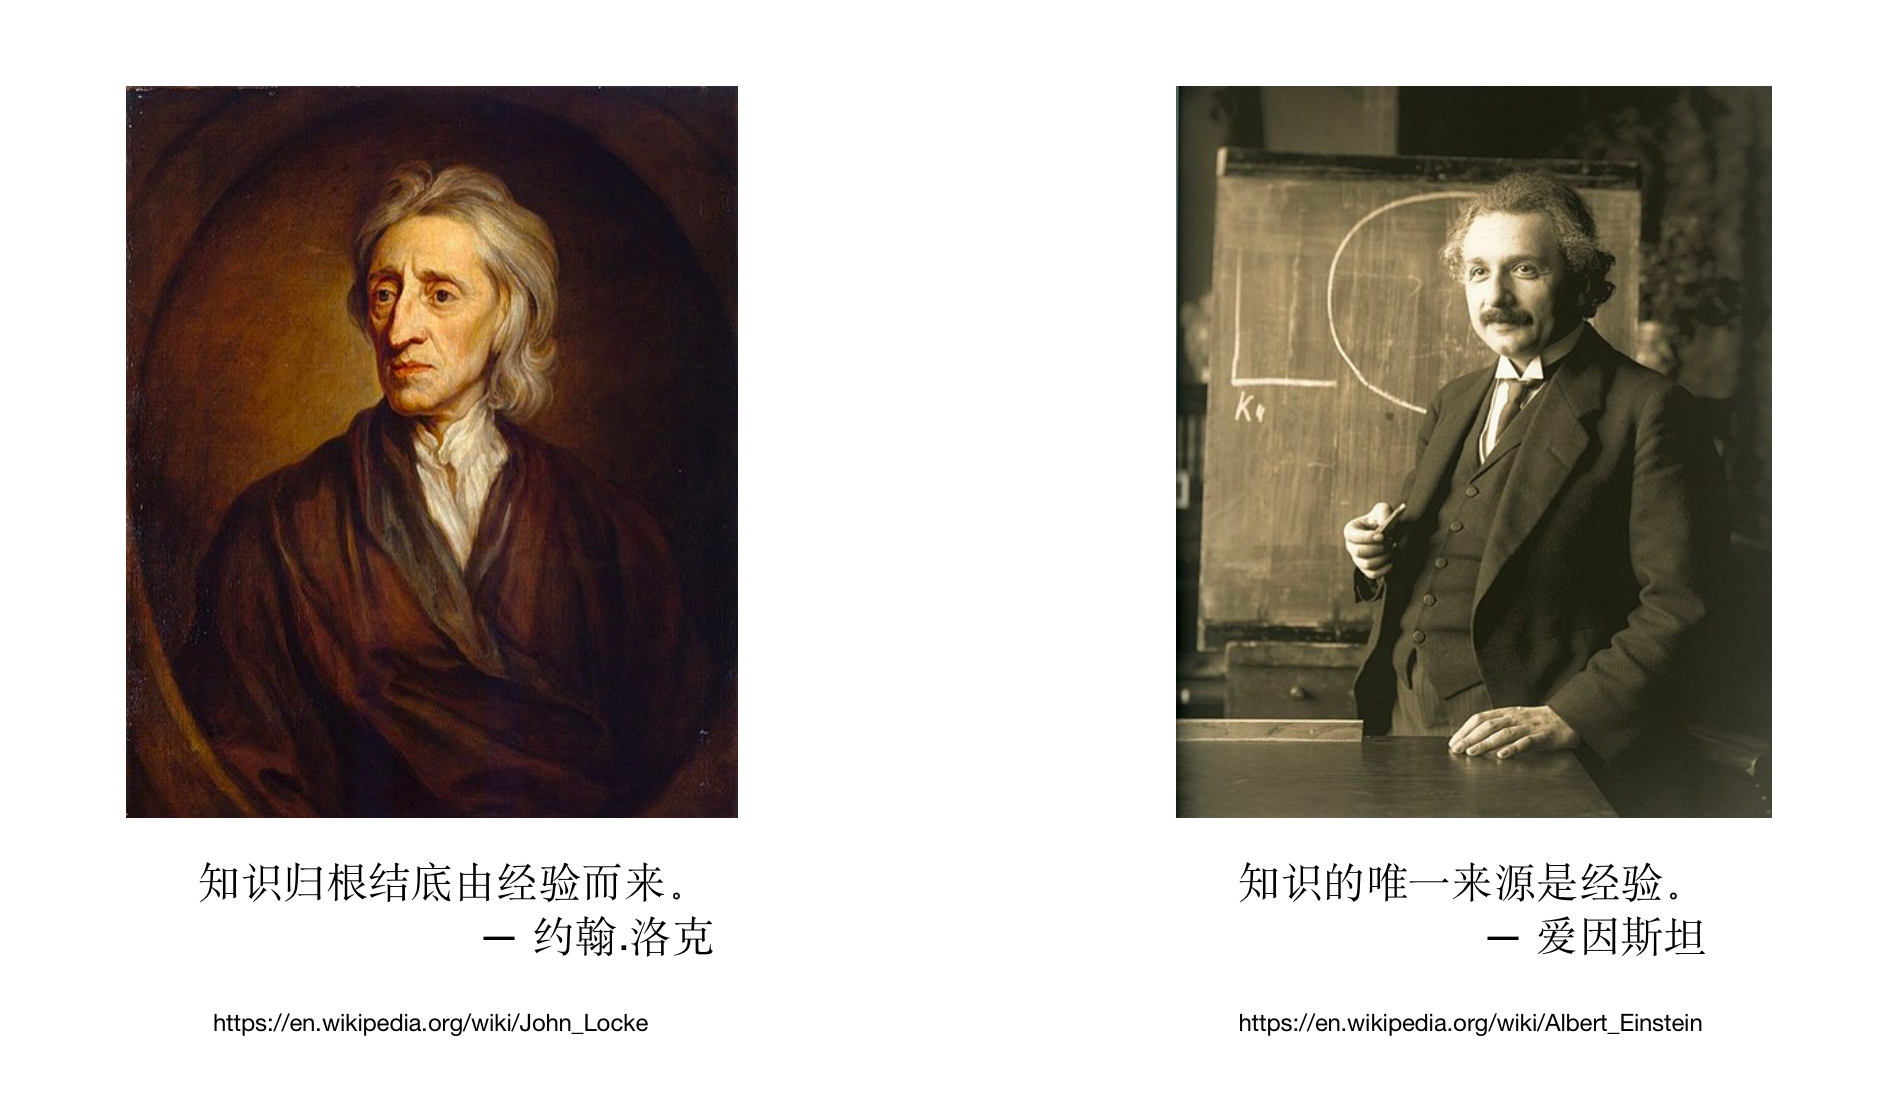 知识归根结底由经验而来。
— 约翰.洛克
https://en.wikipedia.org/wiki/John_Locke
K
知识的唯一来源是经验。
— 爱因斯坦
https://en.wikipedia.org/wiki/Albert_Einstein